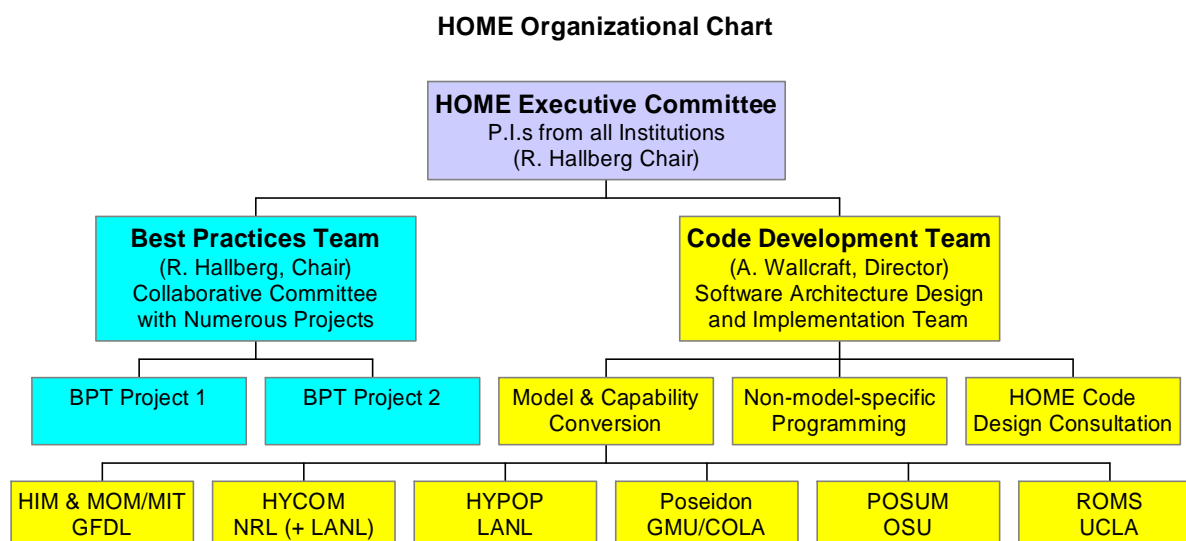 HOME Organizational Chart
HOME Executive Committee
P.I.s from all Institutions
(R. Hallberg Chair)
Best Practices Team
(R. Hallberg, Chair)
Collaborative Committee
with Numerous Projects
Code Development Team
(A. Wallcraft, Director)
Software Architecture Design
and Implementation Team
BPT Project 1
BPT Project 2
Model & Capability
Conversion
Non-model-specific
Programming
HOME Code
Design Consultation
HIM & MOM/MIT
GFDL
HYCOM
NRL (+ LANL)
HYPOP
LANL
Poseidon
GMU/COLA
POSUM
OSU
ROMS
UCLA